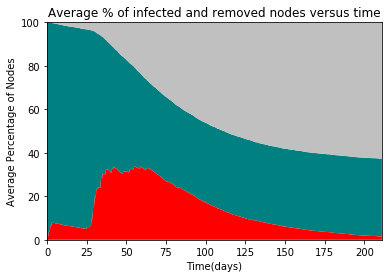 Average % of infected and removed nodes versus time
Average Percentage of Nodes
100
80
60
40
20
0
0 25 50 75 100 125 150 175 200
Time(days)